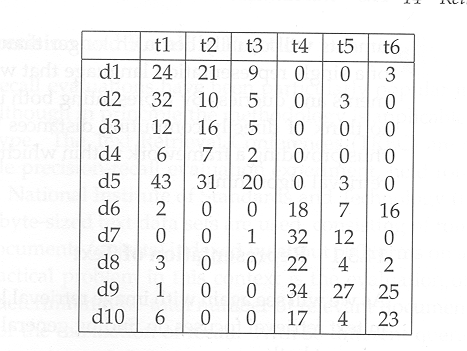 t1 t2 t3 t4 t5 t6
d1 24 21 9 0 0 3
d2 32 10 5 0 3 0
d3 12 16 5 0 0 0
d4 6 7 2 0 0 0
d5 43 31 20 0 3 0
d6 2 0 0 18 7 16
d7 0 0 1 32 12 0
d8 3 0 0 22 4 2
d9 1 0 0 34 27 25
d10 6 0 0 17 4 23